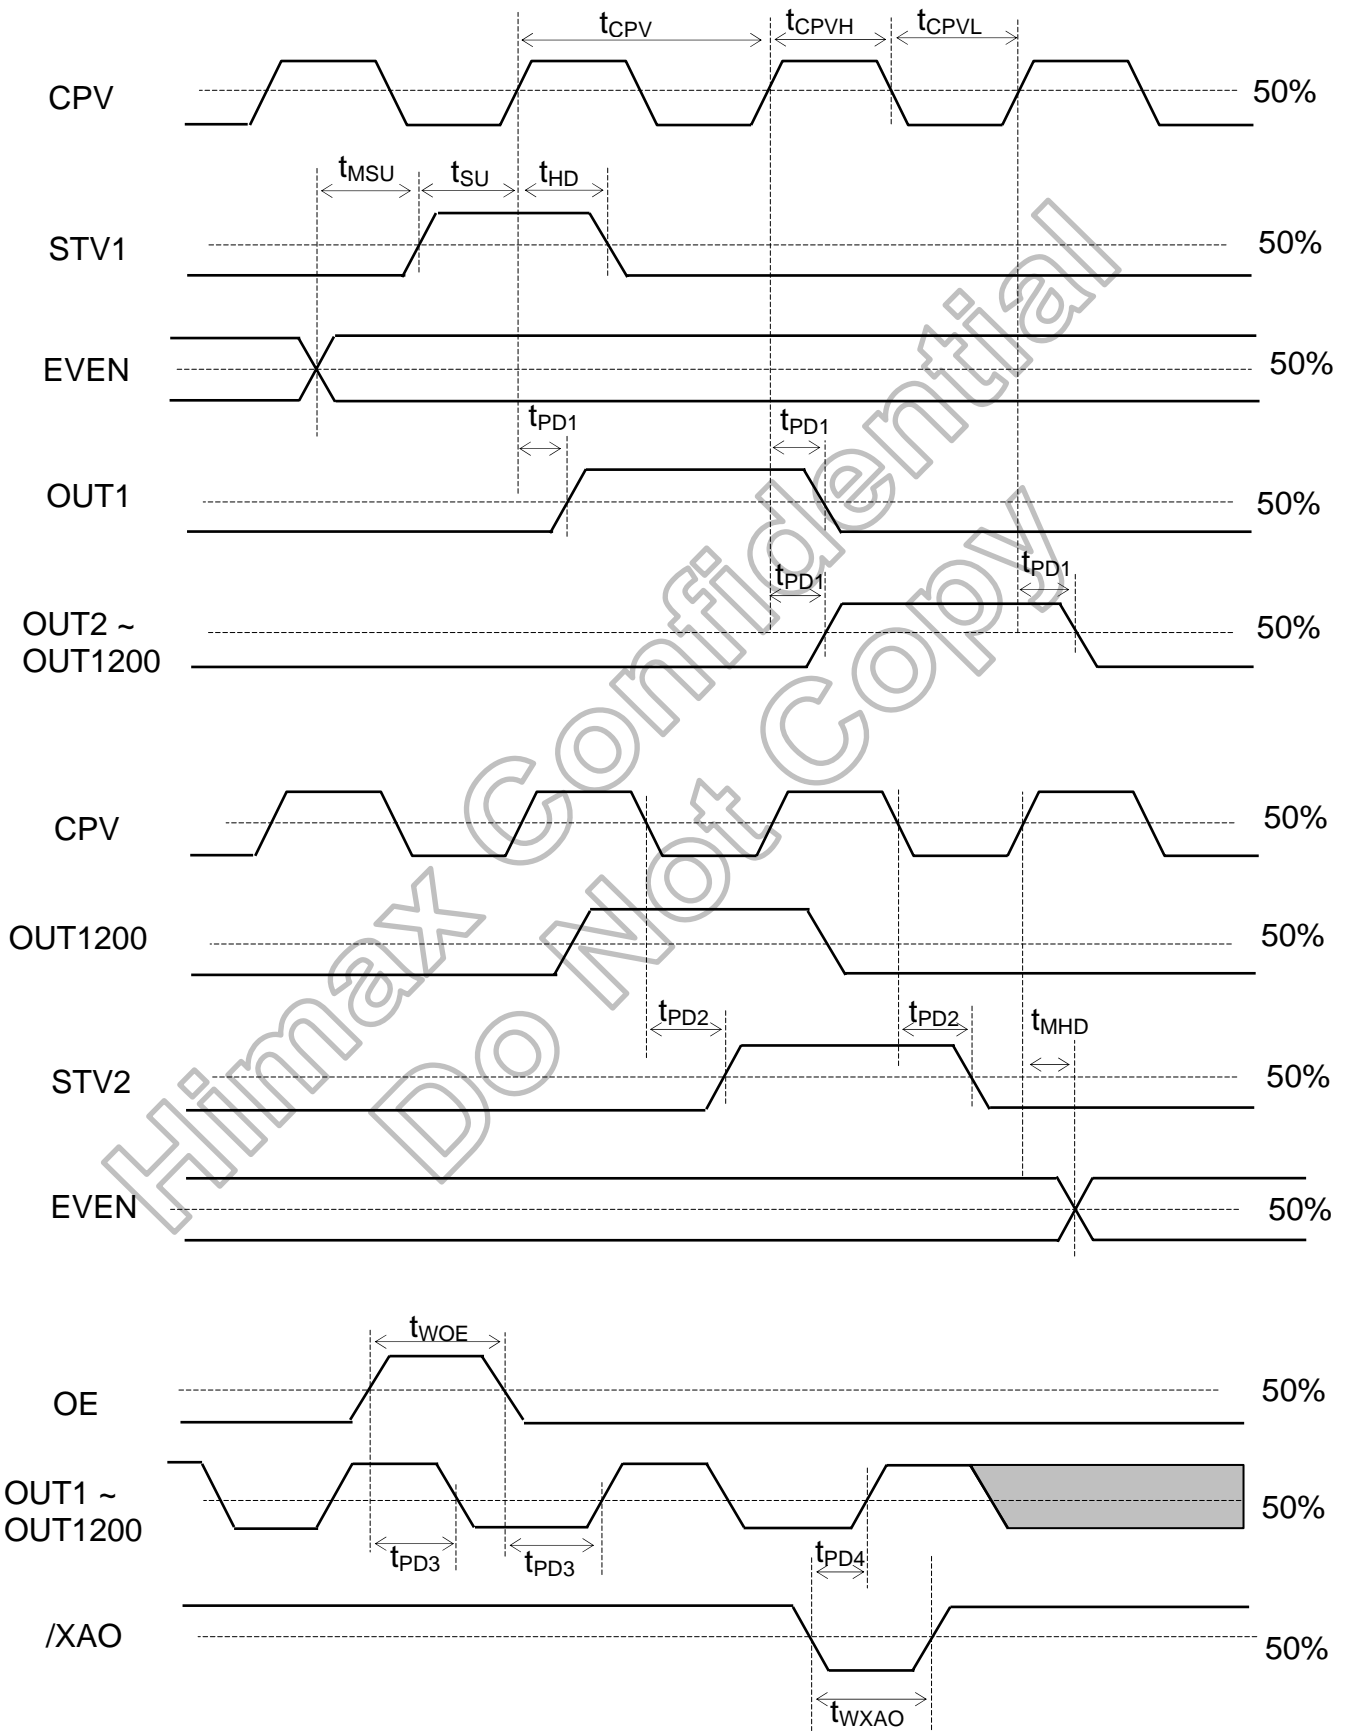 tCPV tCPVH tCPVL
CPV 50%
tMSU tSU tHD
STV1 50%
EVEN 50%
tPD1 tPD1
OUT1 50%
tPD1 tPD1
OUT2 ~
OUT1200 50%
CPV 50%
OUT1200 50%
tPD2 tPD2 tMHD
STV2 50%
EVEN 50%
tWOE
OE 50%
OUT1 ~
OUT1200 50%
tPD3 tPD3 tPD4
/XAO 50%
tWXAO
Himax Confidential
Do Not Copy